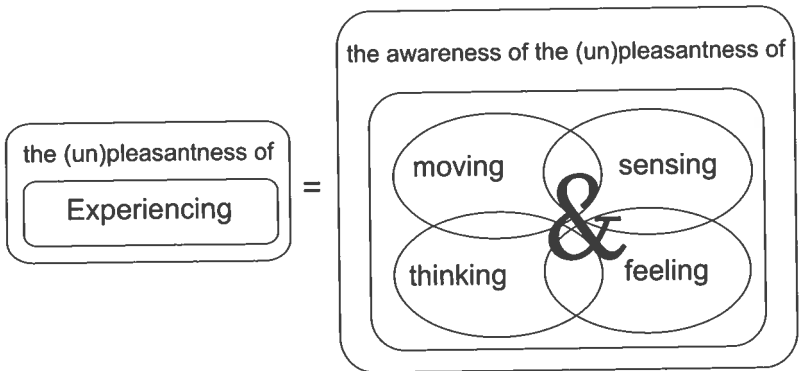 the (un)pleasantness of
Experiencing
=
the awareness of the (un)pleasantness of
moving
sensing
&
thinking
feeling